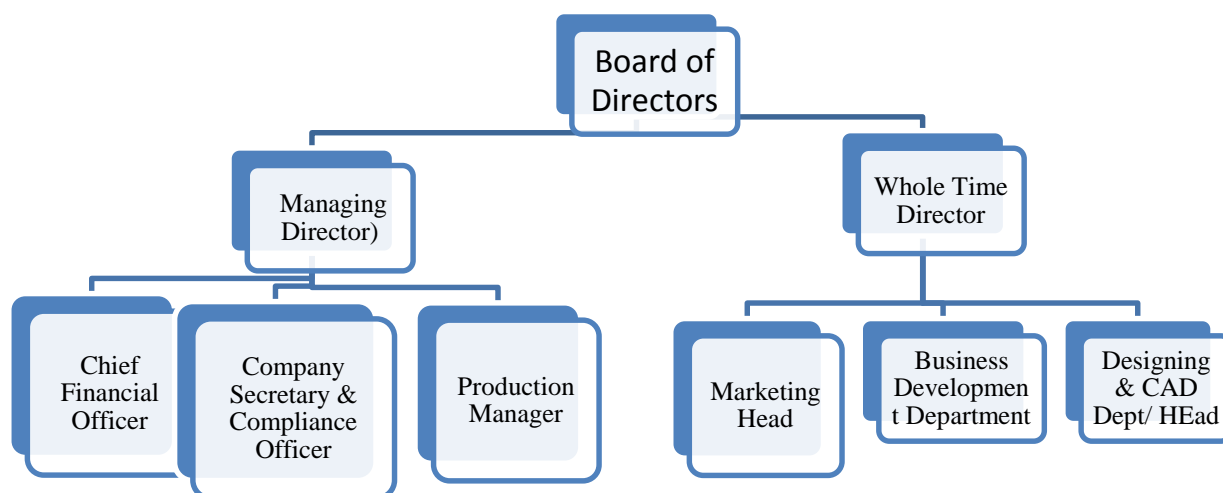 Board of
Directors
Managing
Director)
Whole Time
Director
Chief
Financial
Officer
Company
Secretary &
Compliance
Officer
Production
Manager
Marketing
Head
Business
Developmen
t Department
Designing
& CAD
Dept/ HEad